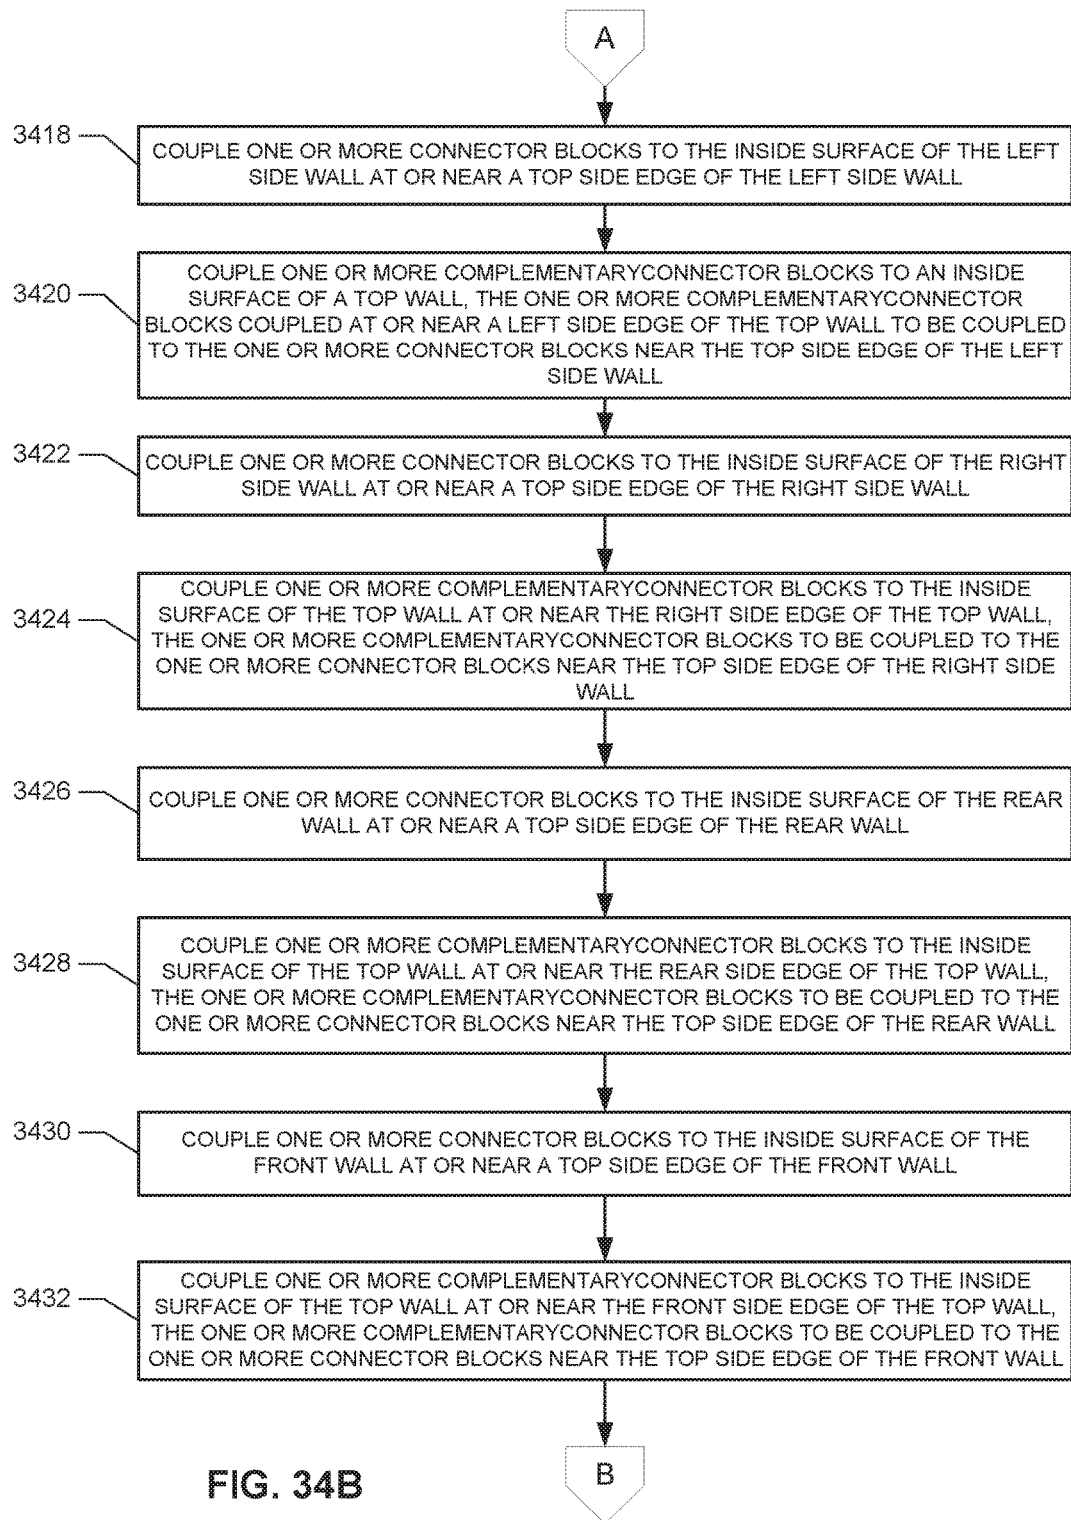 A
3418
COUPLE ONE OR MORE CONNECTOR BLOCKS TO THE INSIDE SURFACE OF THE LEFT
SIDE WALL AT OR NEAR A TOP SIDE EDGE OF THE LEFT SIDE WALL
3420
COUPLE ONE OR MORE COMPLEMENTARYCONNECTOR BLOCKS TO AN INSIDE
SURFACE OF A TOP WALL, THE ONE OR MORE COMPLEMENTARYCONNECTOR
BLOCKS COUPLED AT OR NEAR A LEFT SIDE EDGE OF THE TOP WALL TO BE COUPLED
TO THE ONE OR MORE CONNECTOR BLOCKS NEAR THE TOP SIDE EDGE OF THE LEFT
SIDE WALL
3422
COUPLE ONE OR MORE CONNECTOR BLOCKS TO THE INSIDE SURFACE OF THE RIGHT
SIDE WALL AT OR NEAR A TOP SIDE EDGE OF THE RIGHT SIDE WALL
3424
COUPLE ONE OR MORE COMPLEMENTARYCONNECTOR BLOCKS TO THE INSIDE
SURFACE OF THE TOP WALL AT OR NEAR THE RIGHT SIDE EDGE OF THE TOP WALL,
THE ONE OR MORE COMPLEMENTARYCONNECTOR BLOCKS TO BE COUPLED TO THE
ONE OR MORE CONNECTOR BLOCKS NEAR THE TOP SIDE EDGE OF THE RIGHT SIDE
WALL
3426
COUPLE ONE OR MORE CONNECTOR BLOCKS TO THE INSIDE SURFACE OF THE REAR
WALL AT OR NEAR A TOP SIDE EDGE OF THE REAR WALL
3428
COUPLE ONE OR MORE COMPLEMENTARYCONNECTOR BLOCKS TO THE INSIDE
SURFACE OF THE TOP WALL AT OR NEAR THE REAR SIDE EDGE OF THE TOP WALL,
THE ONE OR MORE COMPLEMENTARYCONNECTOR BLOCKS TO BE COUPLED TO THE
ONE OR MORE CONNECTOR BLOCKS NEAR THE TOP SIDE EDGE OF THE REAR WALL
3430
COUPLE ONE OR MORE CONNECTOR BLOCKS TO THE INSIDE SURFACE OF THE
FRONT WALL AT OR NEAR A TOP SIDE EDGE OF THE FRONT WALL
3432
COUPLE ONE OR MORE COMPLEMENTARYCONNECTOR BLOCKS TO THE INSIDE
SURFACE OF THE TOP WALL AT OR NEAR THE FRONT SIDE EDGE OF THE TOP WALL,
THE ONE OR MORE COMPLEMENTARYCONNECTOR BLOCKS TO BE COUPLED TO THE
ONE OR MORE CONNECTOR BLOCKS NEAR THE TOP SIDE EDGE OF THE FRONT WALL
B
FIG. 34B